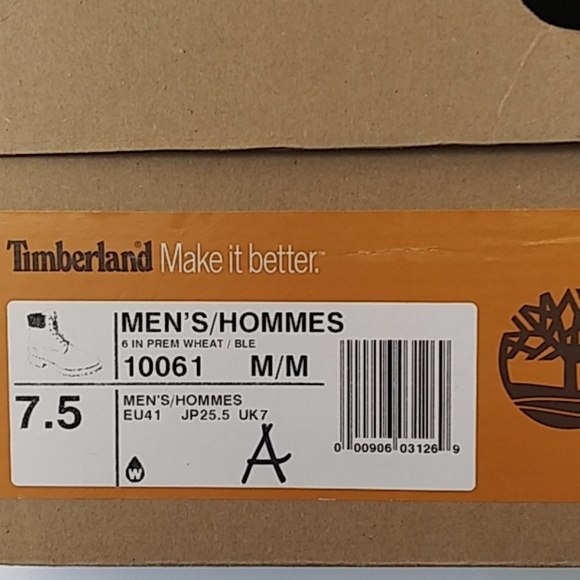 Timberland Make it better.™
MEN'S/HOMMES
6 IN PREM WHEAT / BLE
10061 M/M
7.5
MEN'S/HOMMES
EU41 JP25.5 UK7
W
A
0 00906 03126 9